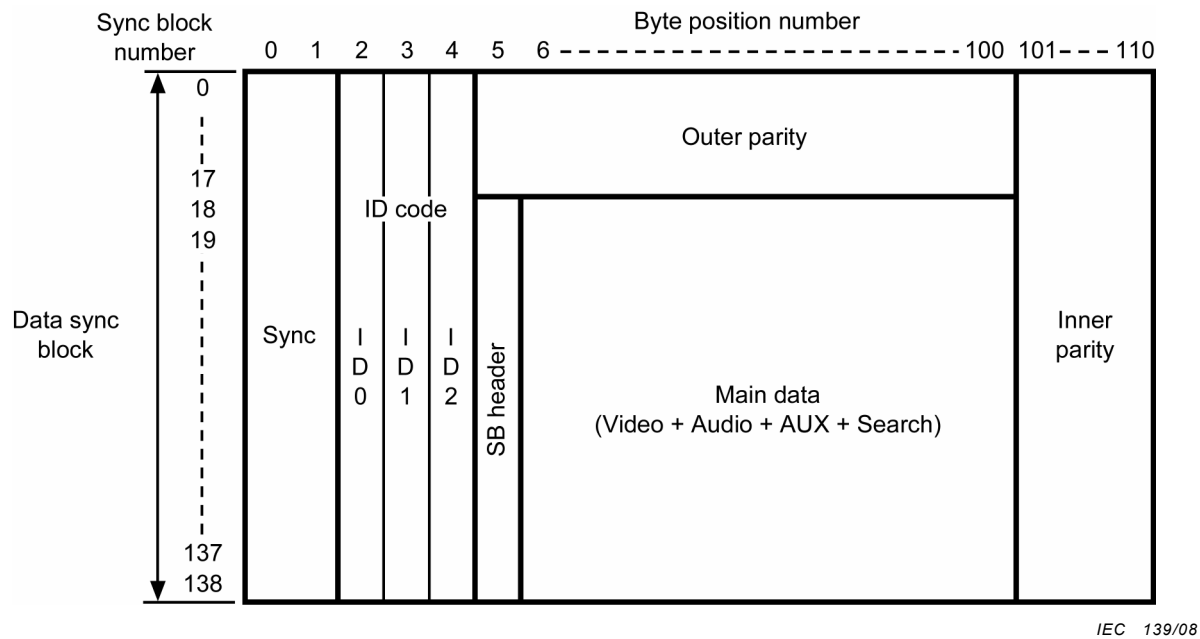 Sync block
number
Byte position number
0 1 2 3 4 5 6 100 101 110
0
17
18
19
137
138
Data sync
block
Outer parity
ID code
Sync
I
D
0
I
D
1
I
D
2
SB header
Main data
(Video + Audio + AUX + Search)
Inner
parity
IEC 139/08